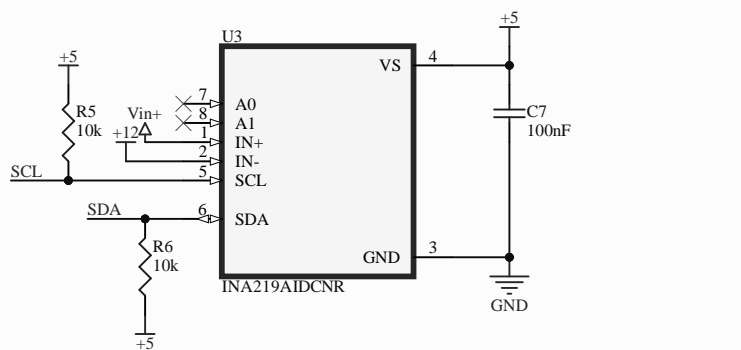 +5
U3
+5
4
VS
7
A0
R5
10k
Vin+
8
A1
C7
100nF
+12
1
IN+
2
IN-
SCL
5
SCL
SDA
6
SDA
R6
10k
GND
3
INA219AIDCNR
GND
+5